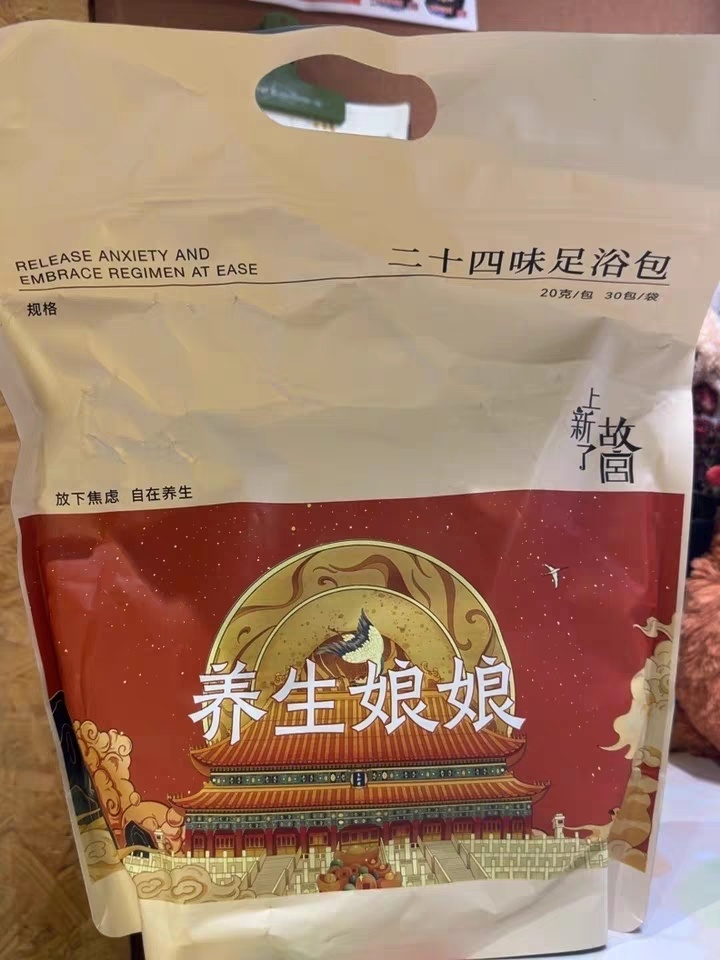 RELEASE ANXIETY AND
EMBRACE REGIMEN AT EASE
二十四味足浴包
20克/包 30包/袋
规格
上新了
故宫
放下焦虑 自在养生
养生娘娘